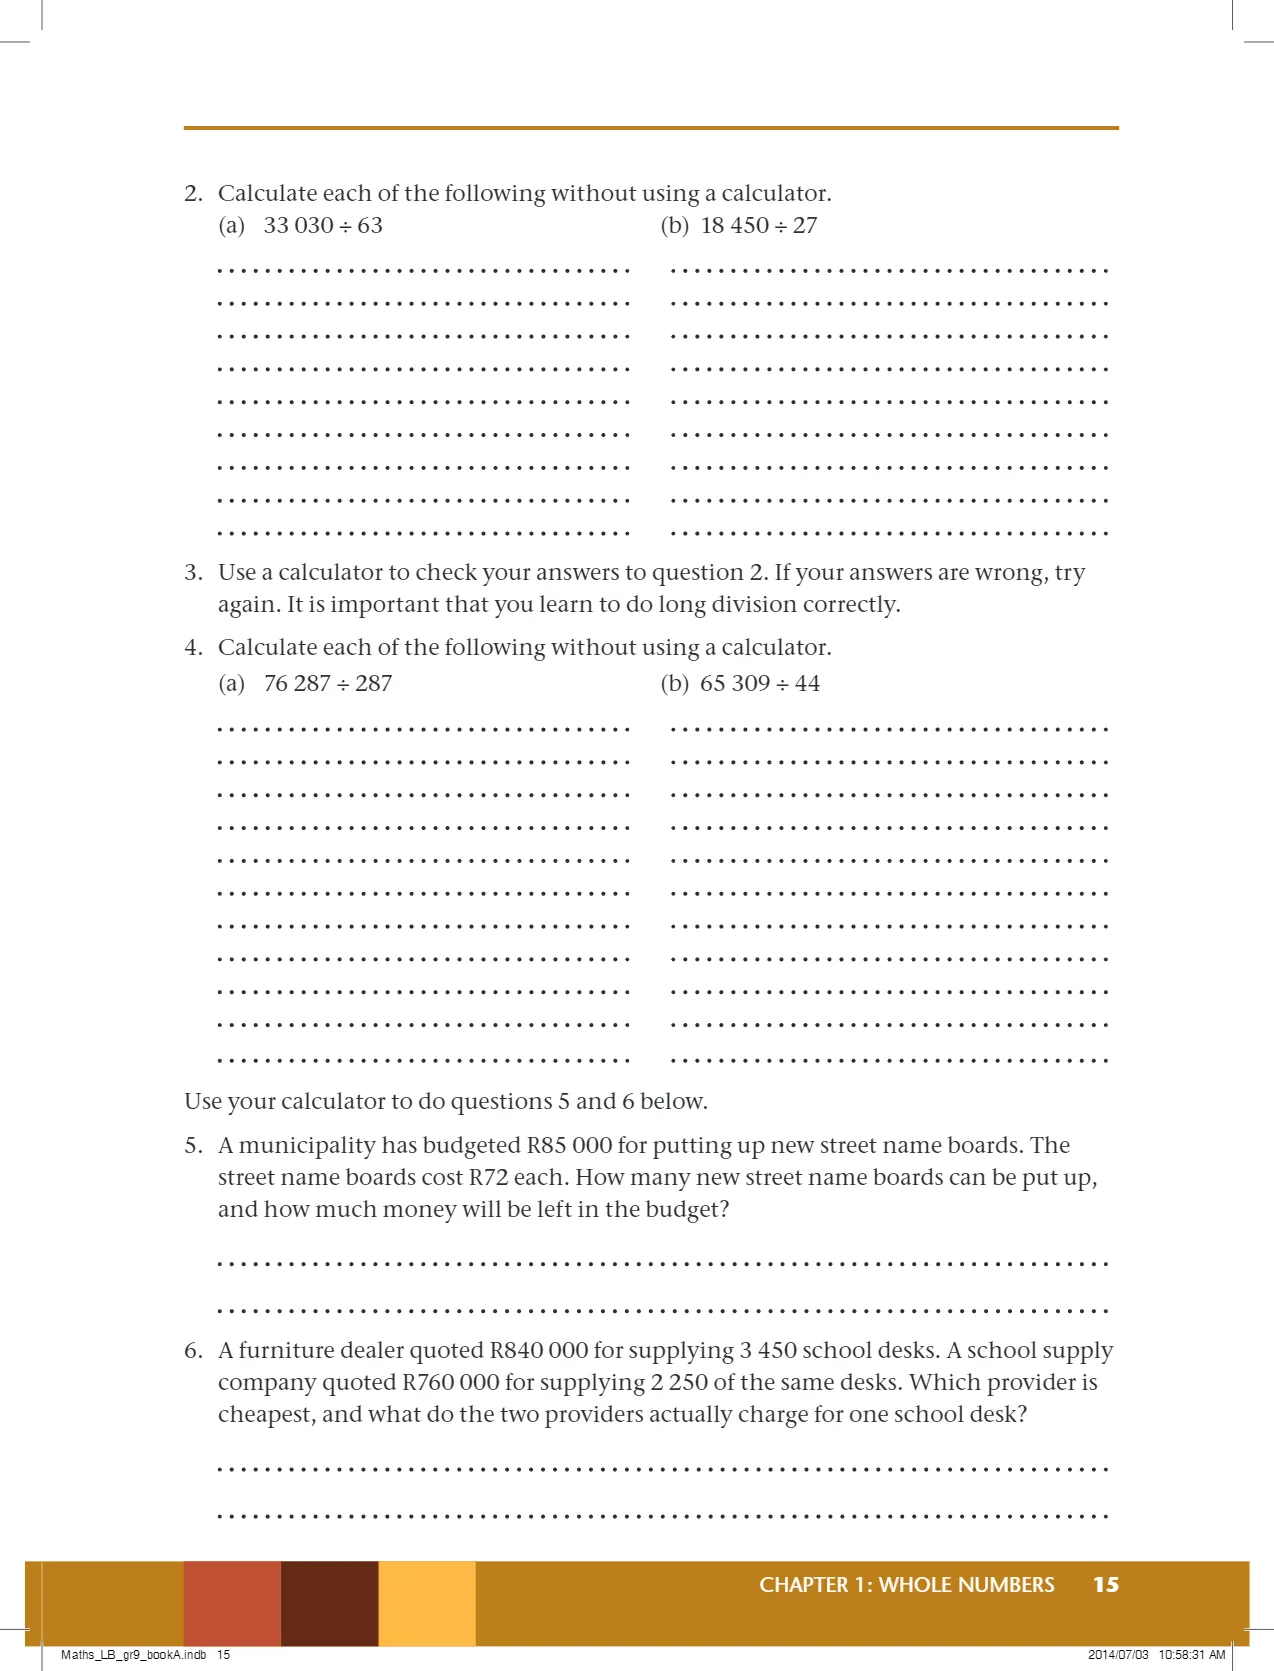 2. Calculate each of the following without using a calculator.
(a) 33 030 ÷ 63 (b) 18 450 ÷ 27
3. Use a calculator to check your answers to question 2. If your answers are wrong, try
again. It is important that you learn to do long division correctly.
4. Calculate each of the following without using a calculator.
(a) 76 287 ÷ 287 (b) 65 309 ÷ 44
Use your calculator to do questions 5 and 6 below.
5. A municipality has budgeted R85 000 for putting up new street name boards. The
street name boards cost R72 each. How many new street name boards can be put up,
and how much money will be left in the budget?
6. A furniture dealer quoted R840 000 for supplying 3 450 school desks. A school supply
company quoted R760 000 for supplying 2 250 of the same desks. Which provider is
cheapest, and what do the two providers actually charge for one school desk?
CHAPTER 1: WHOLE NUMBERS 15
Maths_LB_gr9_bookA.indb 15 2014/07/03 10:58:31 AM